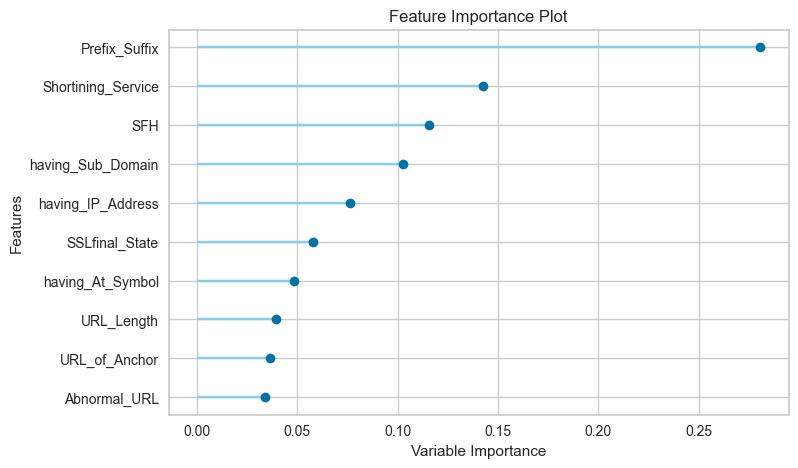 Feature Importance Plot
Prefix_Suffix
Shortining_Service
SFH
having_Sub_Domain
having_IP_Address
SSLfinal_State
having_At_Symbol
URL_Length
URL_of_Anchor
Abnormal_URL
Features
0.00 0.05 0.10 0.15 0.20 0.25
Variable Importance